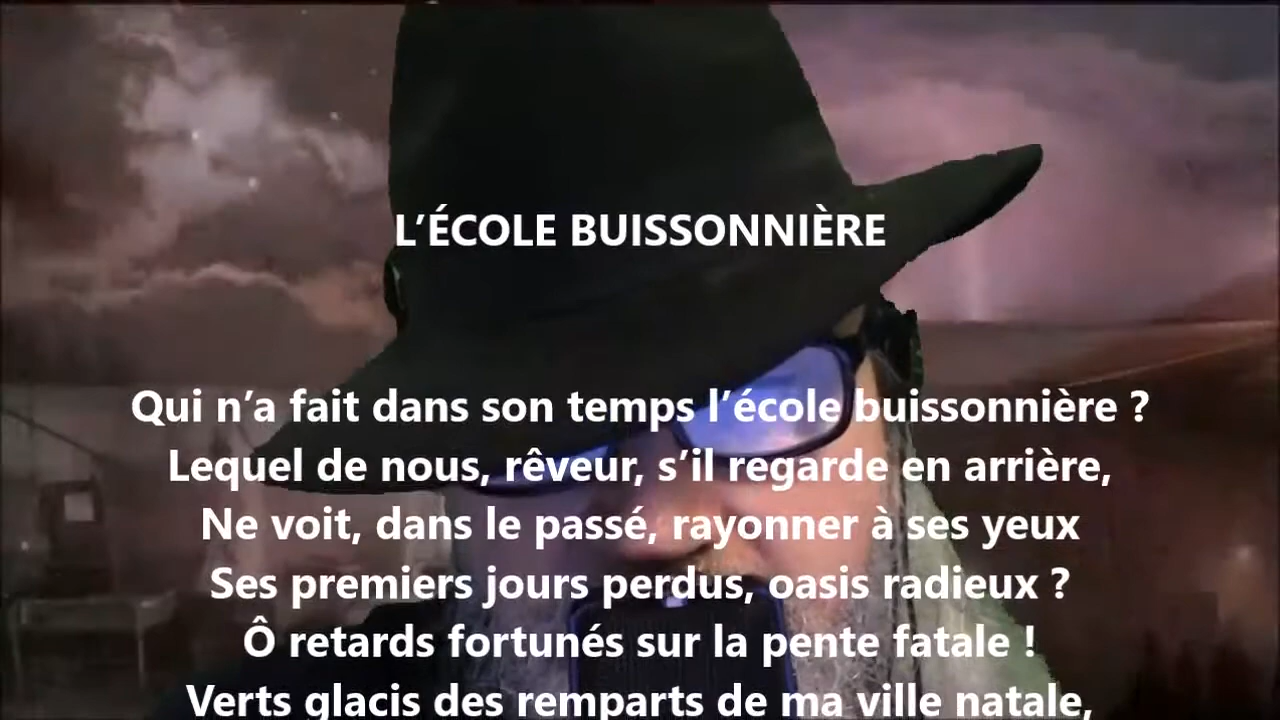 L’ÉCOLE BUISSONNIÈRE
Qui n’a fait dans son temps l’école buissonnière ?
Lequel de nous, rêveur, s’il regarde en arrière,
Ne voit, dans le passé, rayonner à ses yeux
Ses premiers jours perdus, oasis radieux ?
Ô retards fortunés sur la pente fatale !
Verts glacis des remparts de ma ville natale,